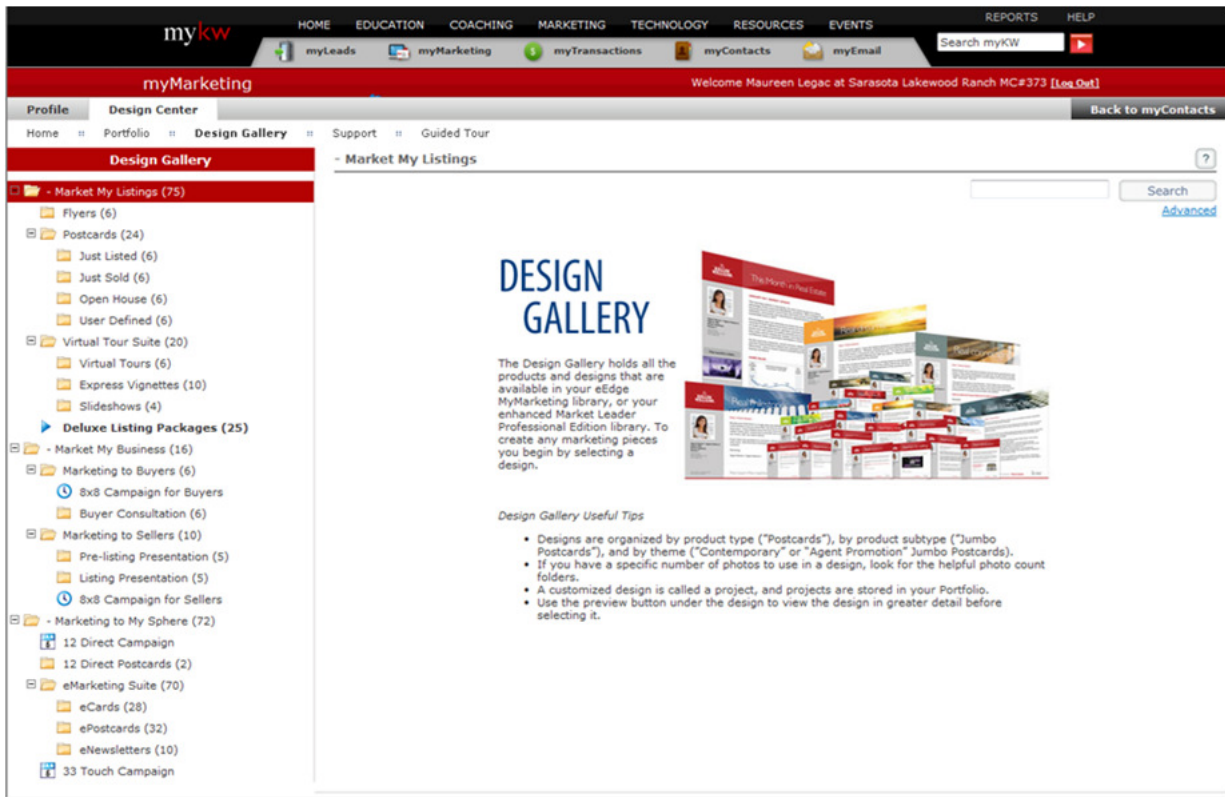 mykw
HOME EDUCATION COACHING MARKETING TECHNOLOGY RESOURCES EVENTS
REPORTS HELP
myLeads myMarketing myTransactions myContacts myEmail
Search myKW
myMarketing
Welcome Maureen Legac at Sarasota Lakewood Ranch MC#373 [Log Out]
Profile Design Center
Back to myContacts
Home Portfolio Design Gallery Support Guided Tour
Design Gallery
- Market My Listings (75)
Flyers (6)
Postcards (24)
Just Listed (6)
Just Sold (6)
Open House (6)
User Defined (6)
Virtual Tour Suite (20)
Virtual Tours (6)
Express Vignettes (10)
Slideshows (4)
Deluxe Listing Packages (25)
- Market My Business (16)
Marketing to Buyers (6)
8x8 Campaign for Buyers
Buyer Consultation (6)
Marketing to Sellers (10)
Pre-listing Presentation (5)
Listing Presentation (5)
8x8 Campaign for Sellers
- Marketing to My Sphere (72)
12 Direct Campaign
12 Direct Postcards (2)
eMarketing Suite (70)
eCards (28)
ePostcards (32)
eNewsletters (10)
33 Touch Campaign
- Market My Listings
?
Search
Advanced
DESIGN
GALLERY
The Design Gallery holds all the
products and designs that are
available in your eEdge
MyMarketing library, or your
enhanced Market Leader
Professional Edition library. To
create any marketing pieces
you begin by selecting a
design.
This Month in Real Estate
Design Gallery Useful Tips
• Designs are organized by product type ("Postcards"), by product subtype ("Jumbo
Postcards"), and by theme ("Contemporary" or "Agent Promotion" Jumbo Postcards).
• If you have a specific number of photos to use in a design, look for the helpful photo count
folders.
• A customized design is called a project, and projects are stored in your Portfolio.
• Use the preview button under the design to view the design in greater detail before
selecting it.